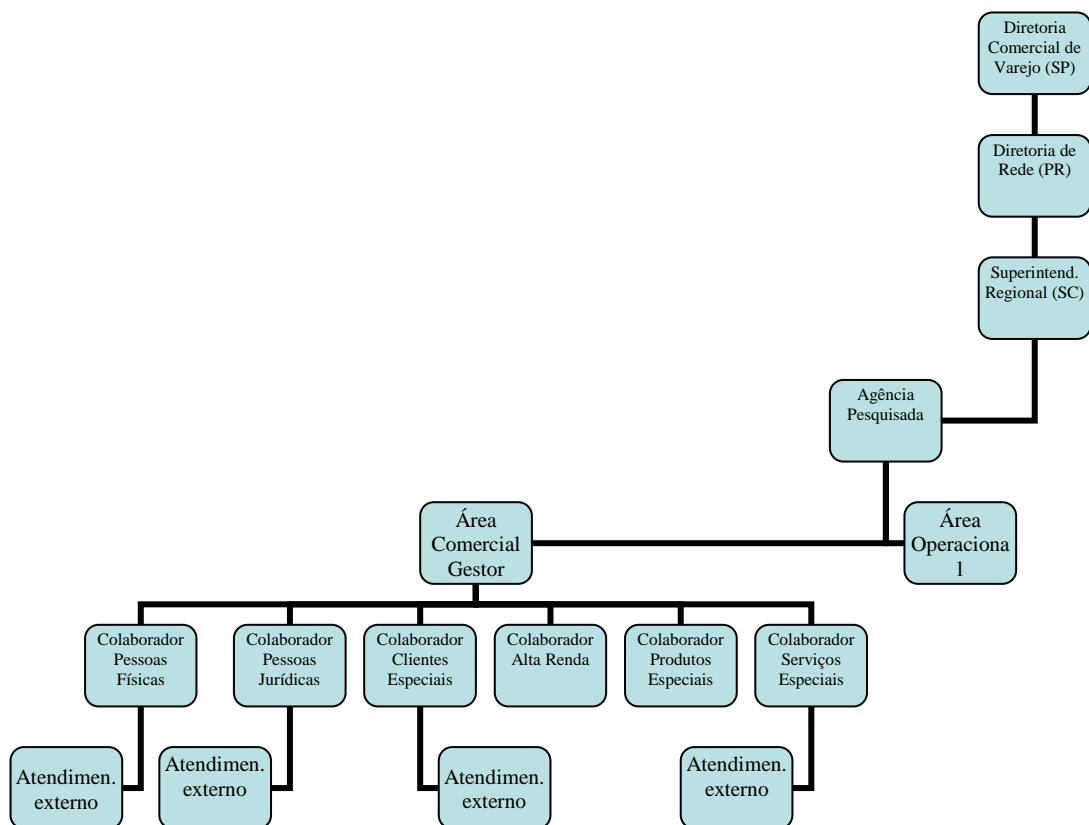 Diretoria
Comercial de
Varejo (SP)
Diretoria de
Rede (PR)
Superintend.
Regional (SC)
Agência
Pesquisada
Área
Comercial
Gestor
Área
Operaciona
l
Colaborador
Pessoas
Físicas
Colaborador
Pessoas
Jurídicas
Colaborador
Clientes
Especiais
Colaborador
Alta Renda
Colaborador
Produtos
Especiais
Colaborador
Serviços
Especiais
Atendimen.
externo
Atendimen.
externo
Atendimen.
externo
Atendimen.
externo